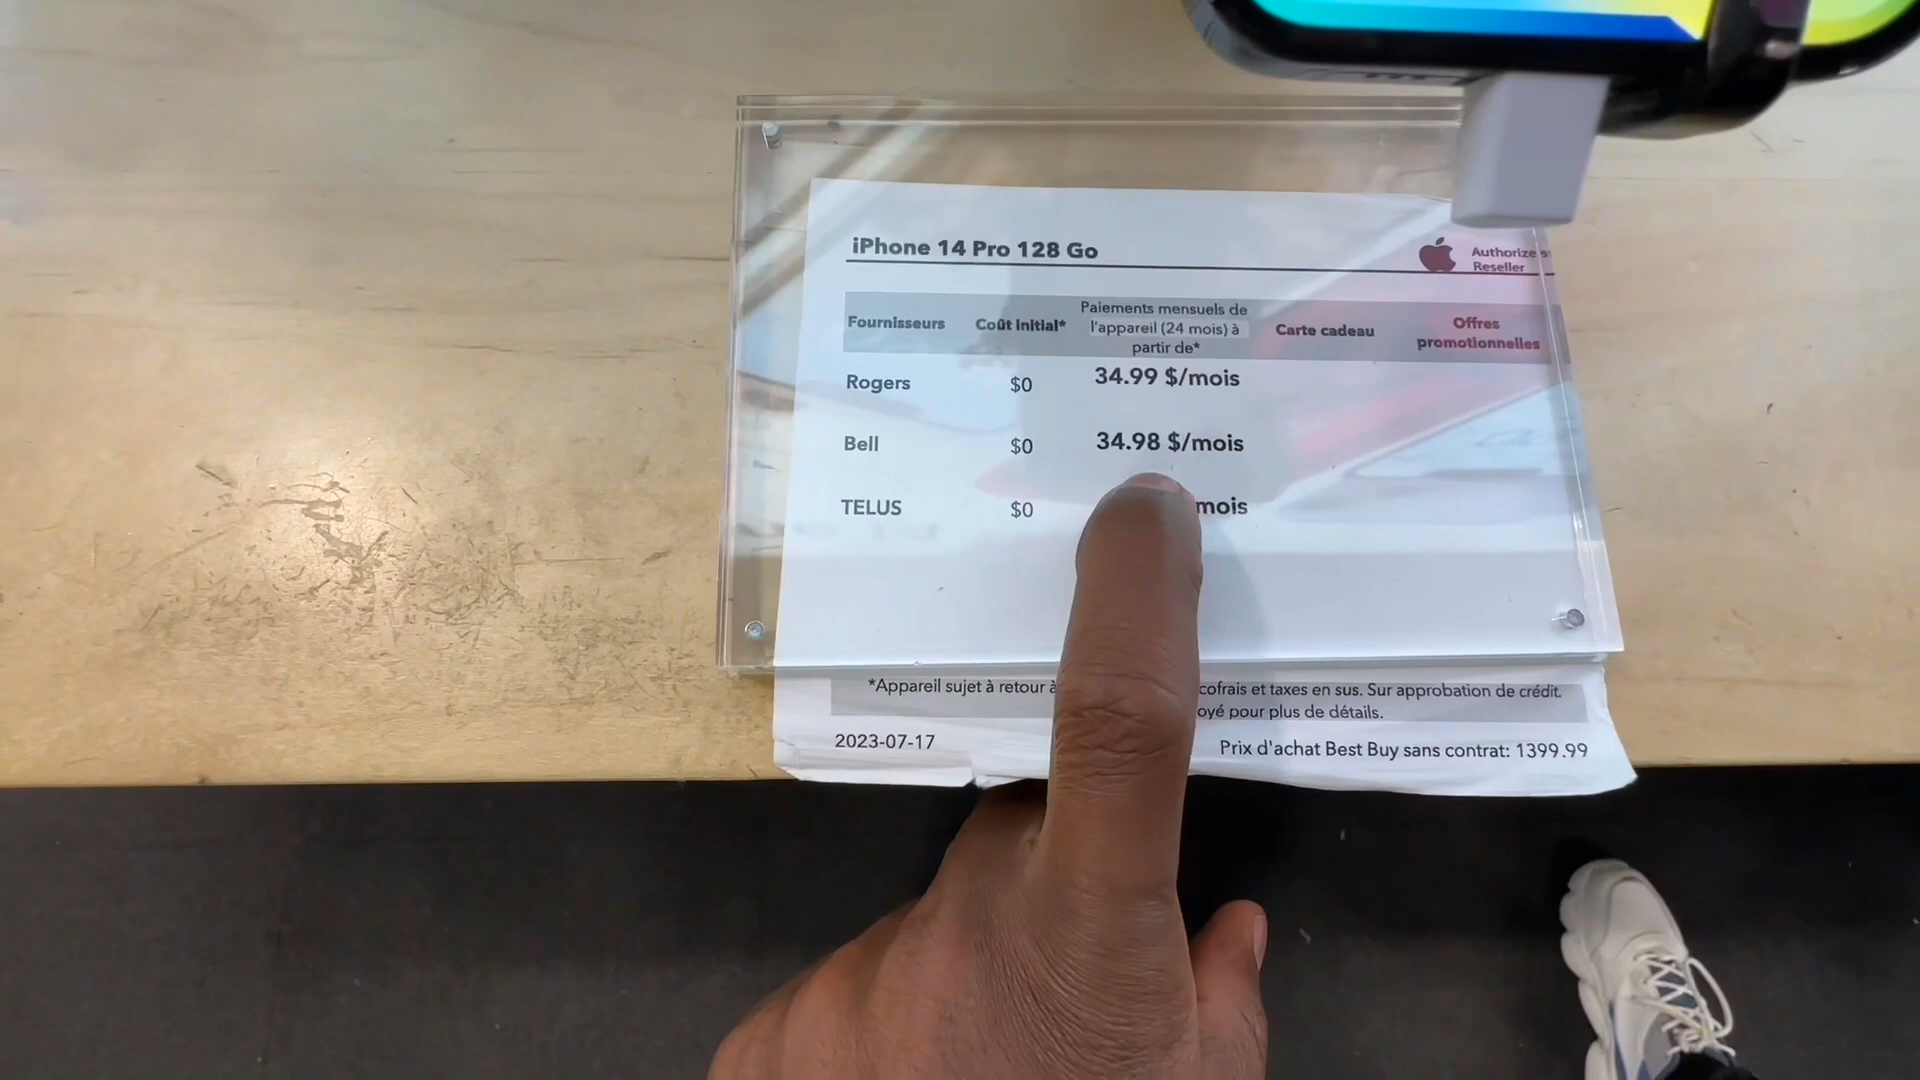 iPhone 14 Pro 128 Go
Authorize
Reseller
Fournisseurs
Coût Initial*
Paiements mensuels de
l'appareil (24 mois) à
partir de*
Carte cadeau
Offres
promotionnelles
Rogers $0 34.99 $/mois
Bell $0 34.98 $/mois
TELUS $0 mois
*Appareil sujet à retour à cofrais et taxes en sus. Sur approbation de crédit.
oyé pour plus de détails.
2023-07-17
Prix d'achat Best Buy sans contrat: 1399.99